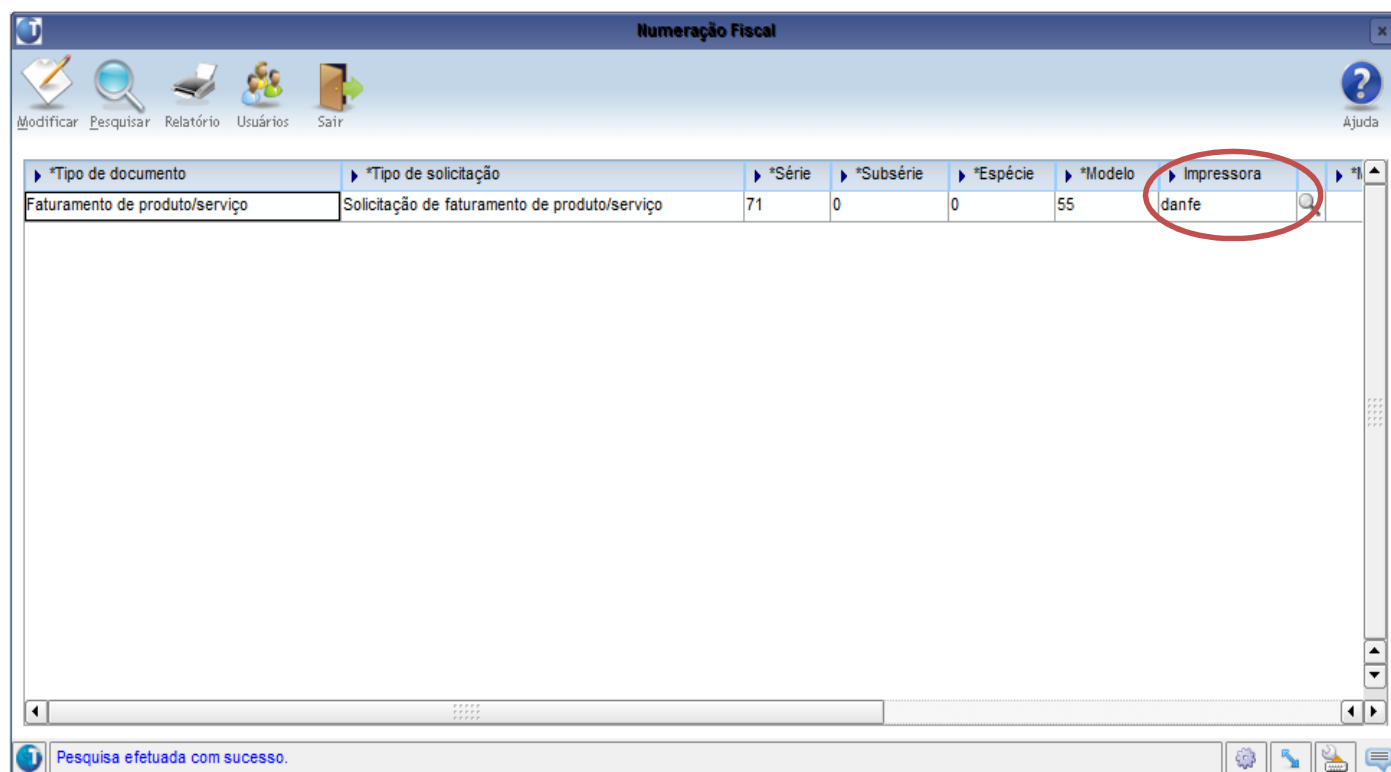 Numeração Fiscal
Modificar Pesquisar Relatório Usuários Sair Ajuda
*Tipo de documento *Tipo de solicitação *Série *Subsérie *Espécie *Modelo Impressora
Faturamento de produto/serviço Solicitação de faturamento de produto/serviço 71 0 0 55 danfe
Pesquisa efetuada com sucesso.